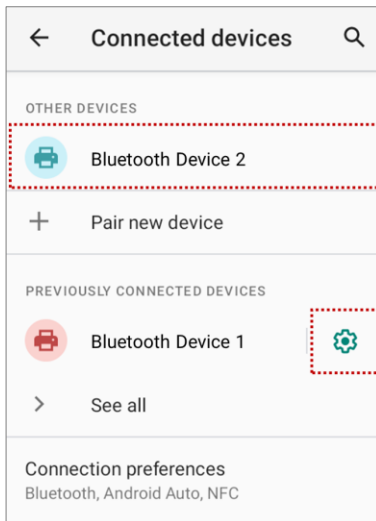 Connected devices
OTHER DEVICES
Bluetooth Device 2
Pair new device
PREVIOUSLY CONNECTED DEVICES
Bluetooth Device 1
See all
Connection preferences
Bluetooth, Android Auto, NFC